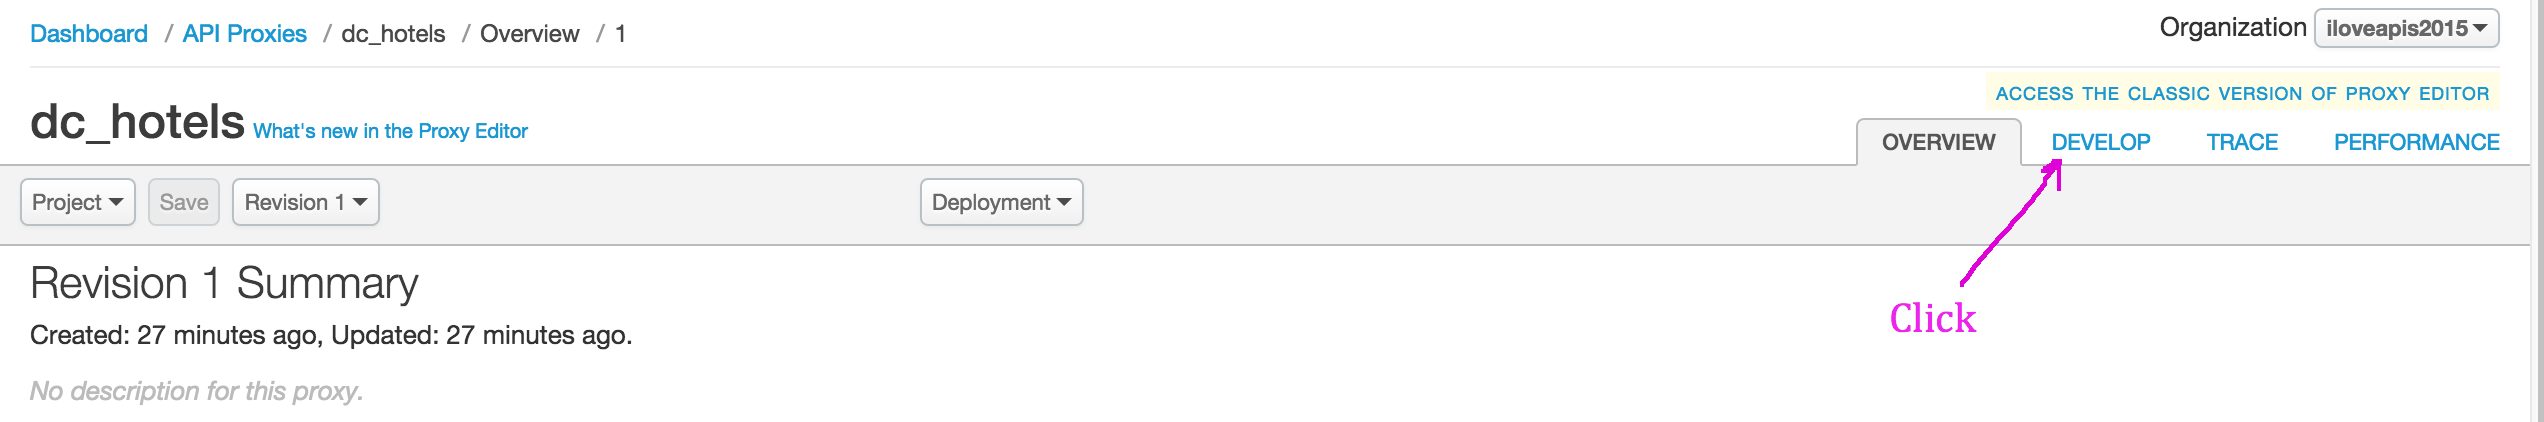 Dashboard / API Proxies / dc_hotels / Overview / 1
Organization iloveapis2015
ACCESS THE CLASSIC VERSION OF PROXY EDITOR
dc_hotels What's new in the Proxy Editor
OVERVIEW DEVELOP TRACE PERFORMANCE
Project Save Revision 1 Deployment
Revision 1 Summary
Click
Created: 27 minutes ago, Updated: 27 minutes ago.
No description for this proxy.